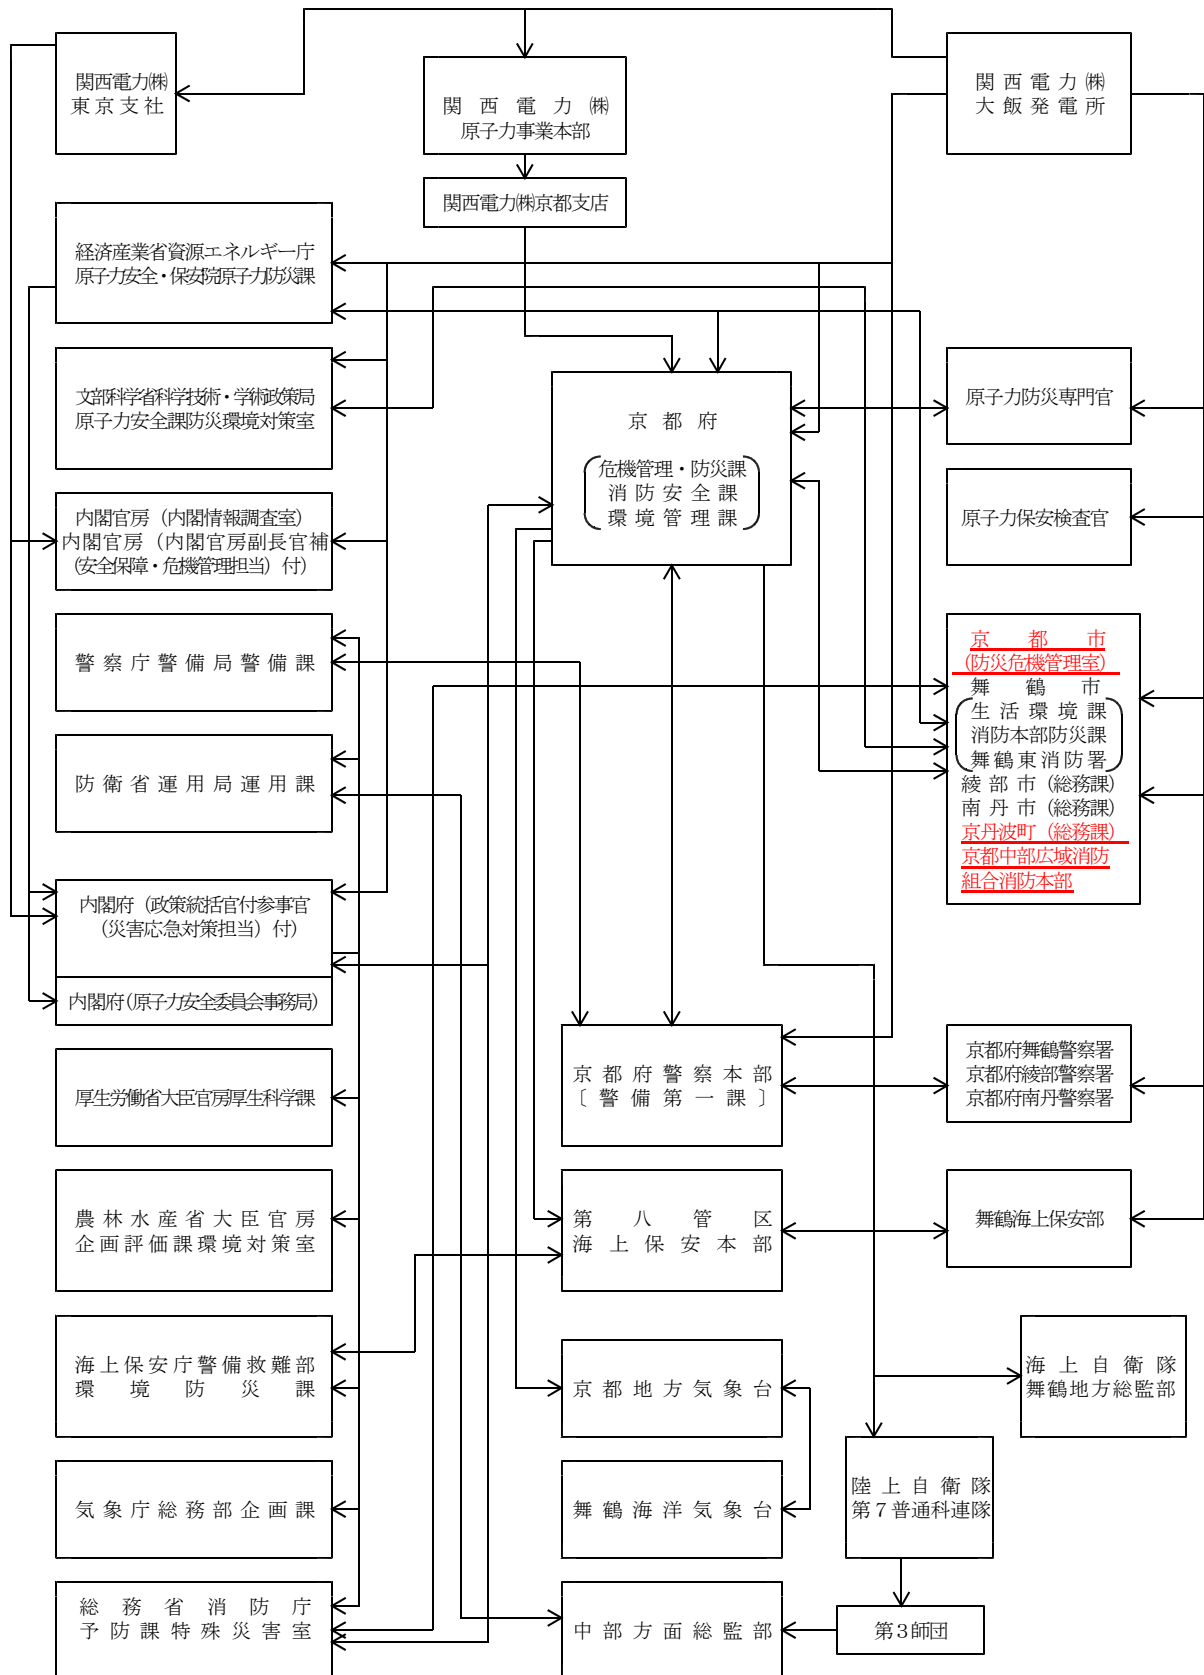 関西電力㈱
東京支社
関西電力㈱
原子力事業本部
関西電力㈱
大飯発電所
関西電力㈱京都支店
経済産業省資源エネルギー庁
原子力安全・保安院原子力防災課
文部科学省科学技術・学術政策局
原子力安全課防災環境対策室
京都府
危機管理・防災課
消防安全課
環境管理課
原子力防災専門官
原子力保安検査官
内閣官房（内閣情報調査室）
内閣官房（内閣官房副長官補
（安全保障・危機管理担当）付）
警察庁警備局警備課
京都市
（防災危機管理室）
舞鶴市
生活環境課
消防本部防災課
舞鶴東消防署
綾部市（総務課）
南丹市（総務課）
京丹波町（総務課）
京都中部広域消防
組合消防本部
防衛省運用局運用課
内閣府（政策統括官付参事官
（災害応急対策担当）付）
内閣府（原子力安全委員会事務局）
厚生労働省大臣官房厚生科学課
京都府警察本部
〔警備第一課〕
京都府舞鶴警察署
京都府綾部警察署
京都府南丹警察署
農林水産省大臣官房
企画評価課環境対策室
第八管区
海上保安本部
舞鶴海上保安部
海上保安庁警備救難部
環境防災課
京都地方気象台
海上自衛隊
舞鶴地方総監部
気象庁総務部企画課
舞鶴海洋気象台
陸上自衛隊
第７普通科連隊
総務省消防庁
予防課特殊災害室
中部方面総監部
第３師団